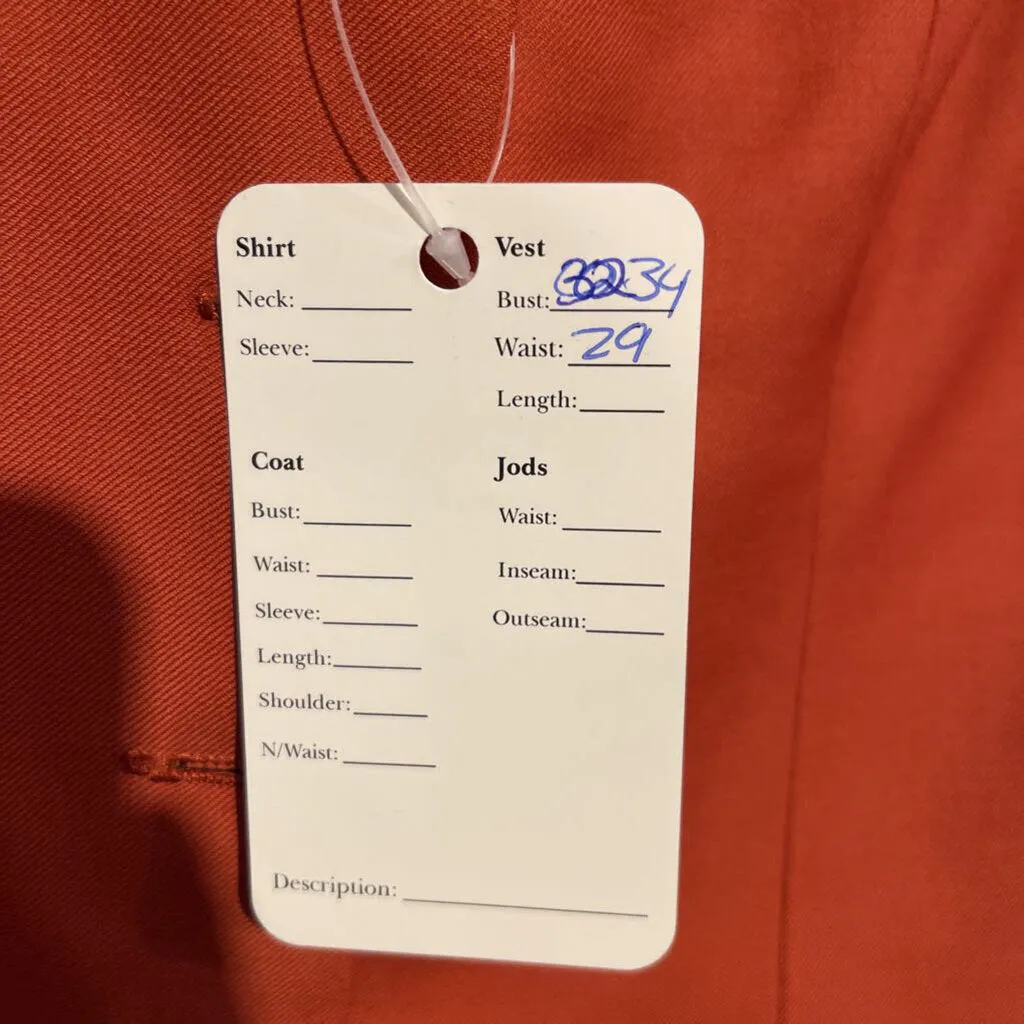 Shirt
Neck:
Sleeve:
Vest
Bust: 34
Waist: 29
Length:
Coat
Bust:
Waist:
Sleeve:
Length:
Shoulder:
N/Waist:
Jods
Waist:
Inseam:
Outseam:
Description: